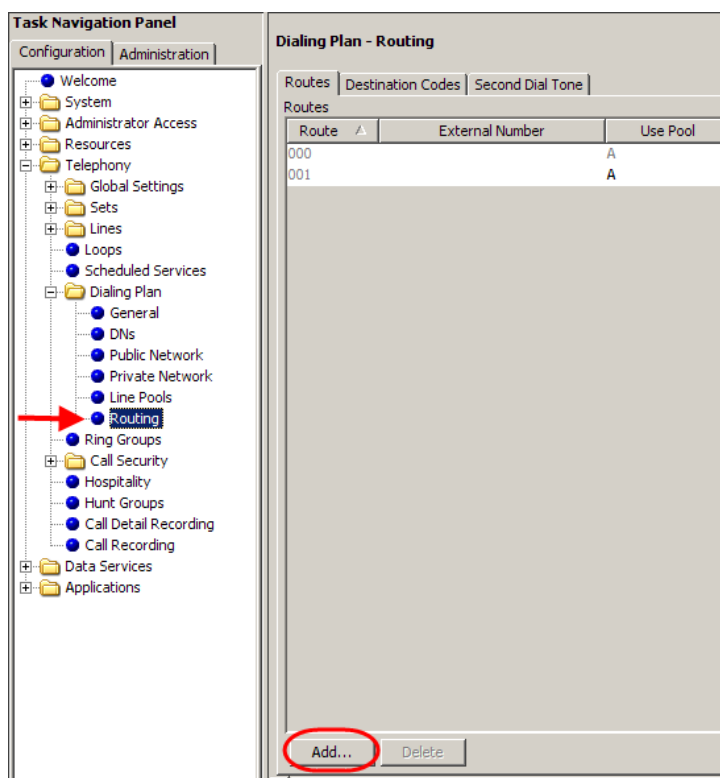 Task Navigation Panel
Configuration Administration
Welcome
System
Administrator Access
Resources
Telephony
Global Settings
Sets
Lines
Loops
Scheduled Services
Dialing Plan
General
DNs
Public Network
Private Network
Line Pools
Routing
Ring Groups
Call Security
Hospitality
Hunt Groups
Call Detail Recording
Call Recording
Data Services
Applications
Dialing Plan - Routing
Routes Destination Codes Second Dial Tone
Routes
Route External Number Use Pool
000 A
001 A
Add... Delete